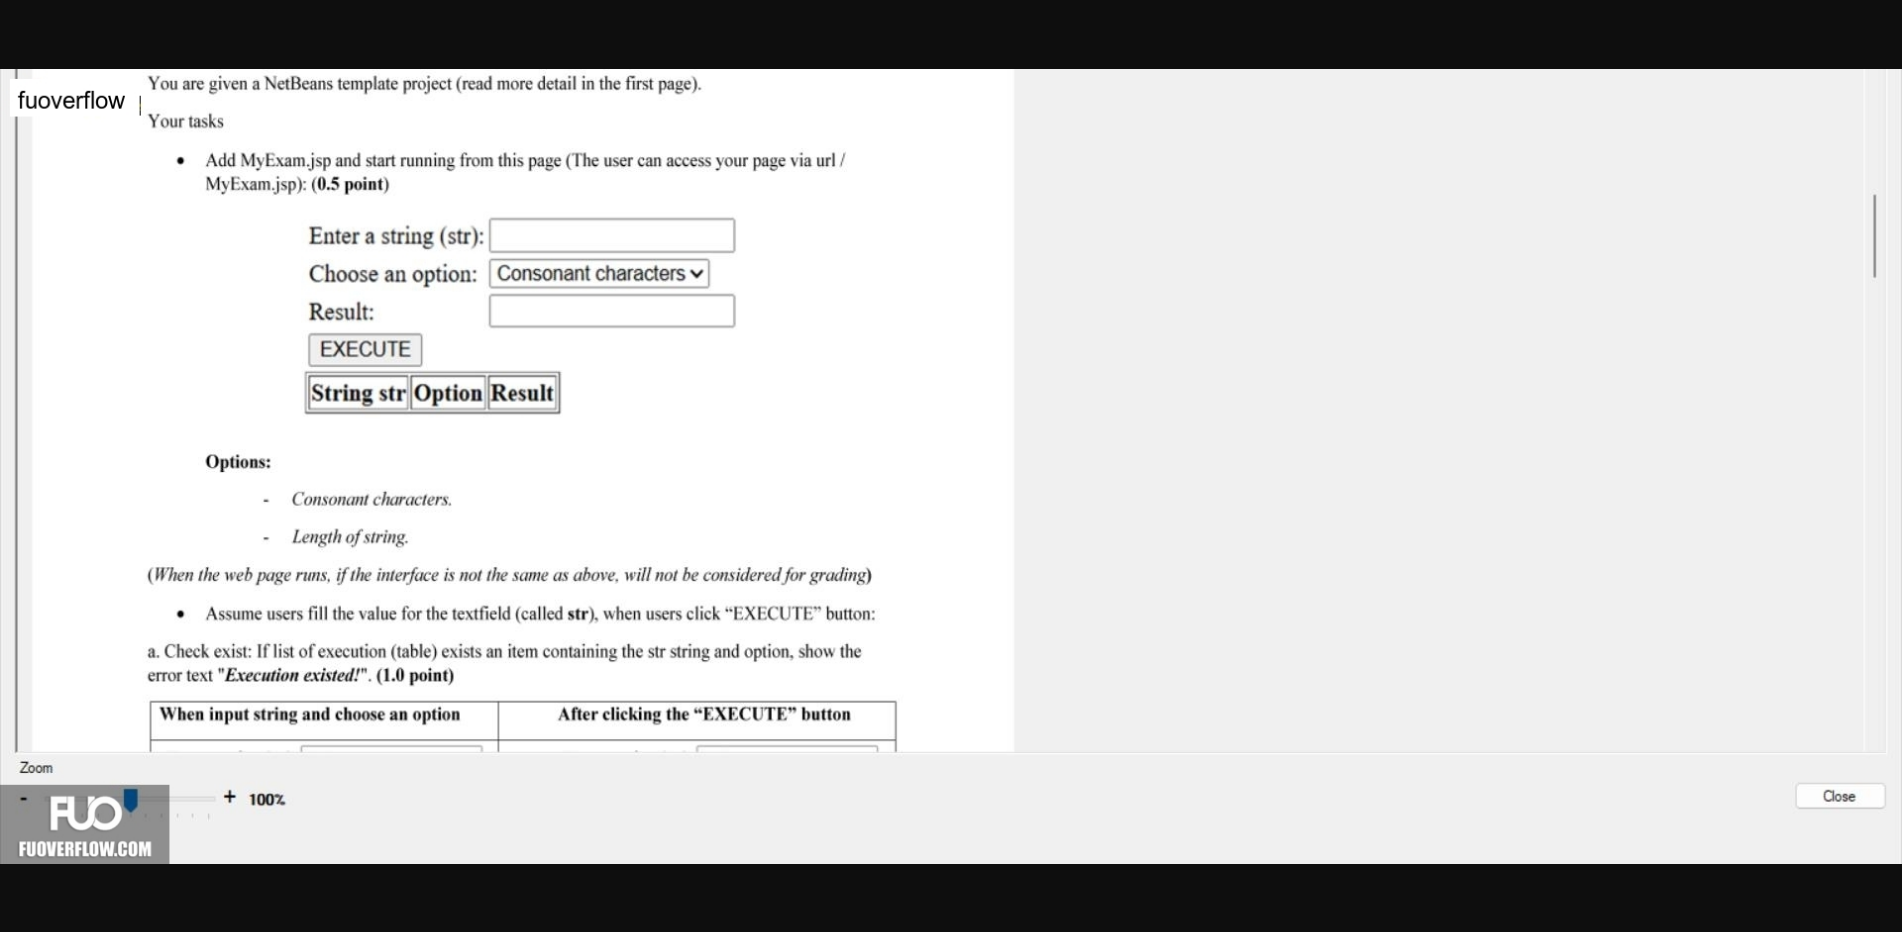 You are given a NetBeans template project (read more detail in the first page).
fuoverflow
Your tasks
• Add MyExam.jsp and start running from this page (The user can access your page via url /
MyExam.jsp): (0.5 point)
Enter a string (str):
Choose an option: Consonant characters
Result:
EXECUTE
String str Option Result
Options:
- Consonant characters.
- Length of string.
(When the web page runs, if the interface is not the same as above, will not be considered for grading)
• Assume users fill the value for the textfield (called str), when users click “EXECUTE” button:
a. Check exist: If list of execution (table) exists an item containing the str string and option, show the
error text "Execution existed!". (1.0 point)
When input string and choose an option After clicking the “EXECUTE” button
Zoom
- + 100%
Close
FUO
FUOVERFLOW.COM